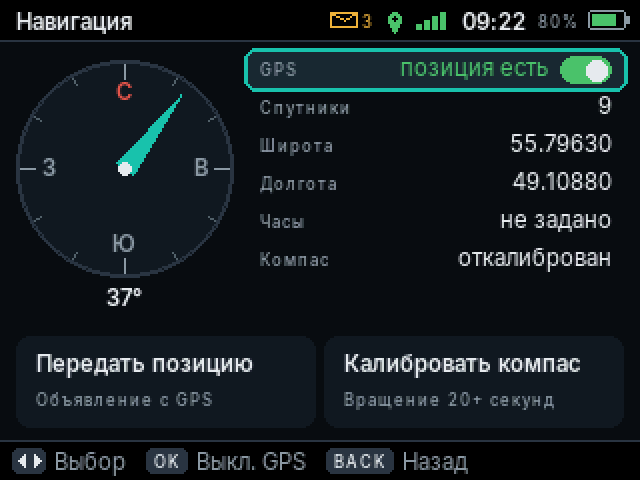 Навигация 3 09:22 80%
GPS позиция есть
Спутники 9
Широта 55.79630
Долгота 49.10880
Часы не задано
Компас откалиброван
С
З В
Ю
37°
Передать позицию Калибровать компас
Объявление с GPS Вращение 20+ секунд
Выбор OK Выкл. GPS BACK Назад